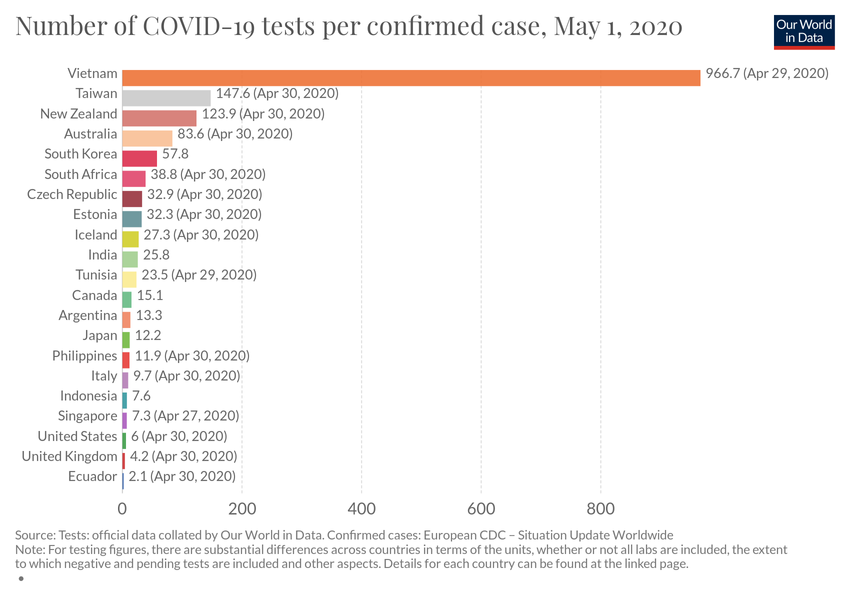 Number of COVID-19 tests per confirmed case, May 1, 2020
Our World
in Data
Vietnam 966.7 (Apr 29, 2020)
Taiwan 147.6 (Apr 30, 2020)
New Zealand 123.9 (Apr 30, 2020)
Australia 83.6 (Apr 30, 2020)
South Korea 57.8
South Africa 38.8 (Apr 30, 2020)
Czech Republic 32.9 (Apr 30, 2020)
Estonia 32.3 (Apr 30, 2020)
Iceland 27.3 (Apr 30, 2020)
India 25.8
Tunisia 23.5 (Apr 29, 2020)
Canada 15.1
Argentina 13.3
Japan 12.2
Philippines 11.9 (Apr 30, 2020)
Italy 9.7 (Apr 30, 2020)
Indonesia 7.6
Singapore 7.3 (Apr 27, 2020)
United States 6 (Apr 30, 2020)
United Kingdom 4.2 (Apr 30, 2020)
Ecuador 2.1 (Apr 30, 2020)
0 200 400 600 800
Source: Tests: official data collated by Our World in Data. Confirmed cases: European CDC – Situation Update Worldwide
Note: For testing figures, there are substantial differences across countries in terms of the units, whether or not all labs are included, the extent
to which negative and pending tests are included and other aspects. Details for each country can be found at the linked page.
•